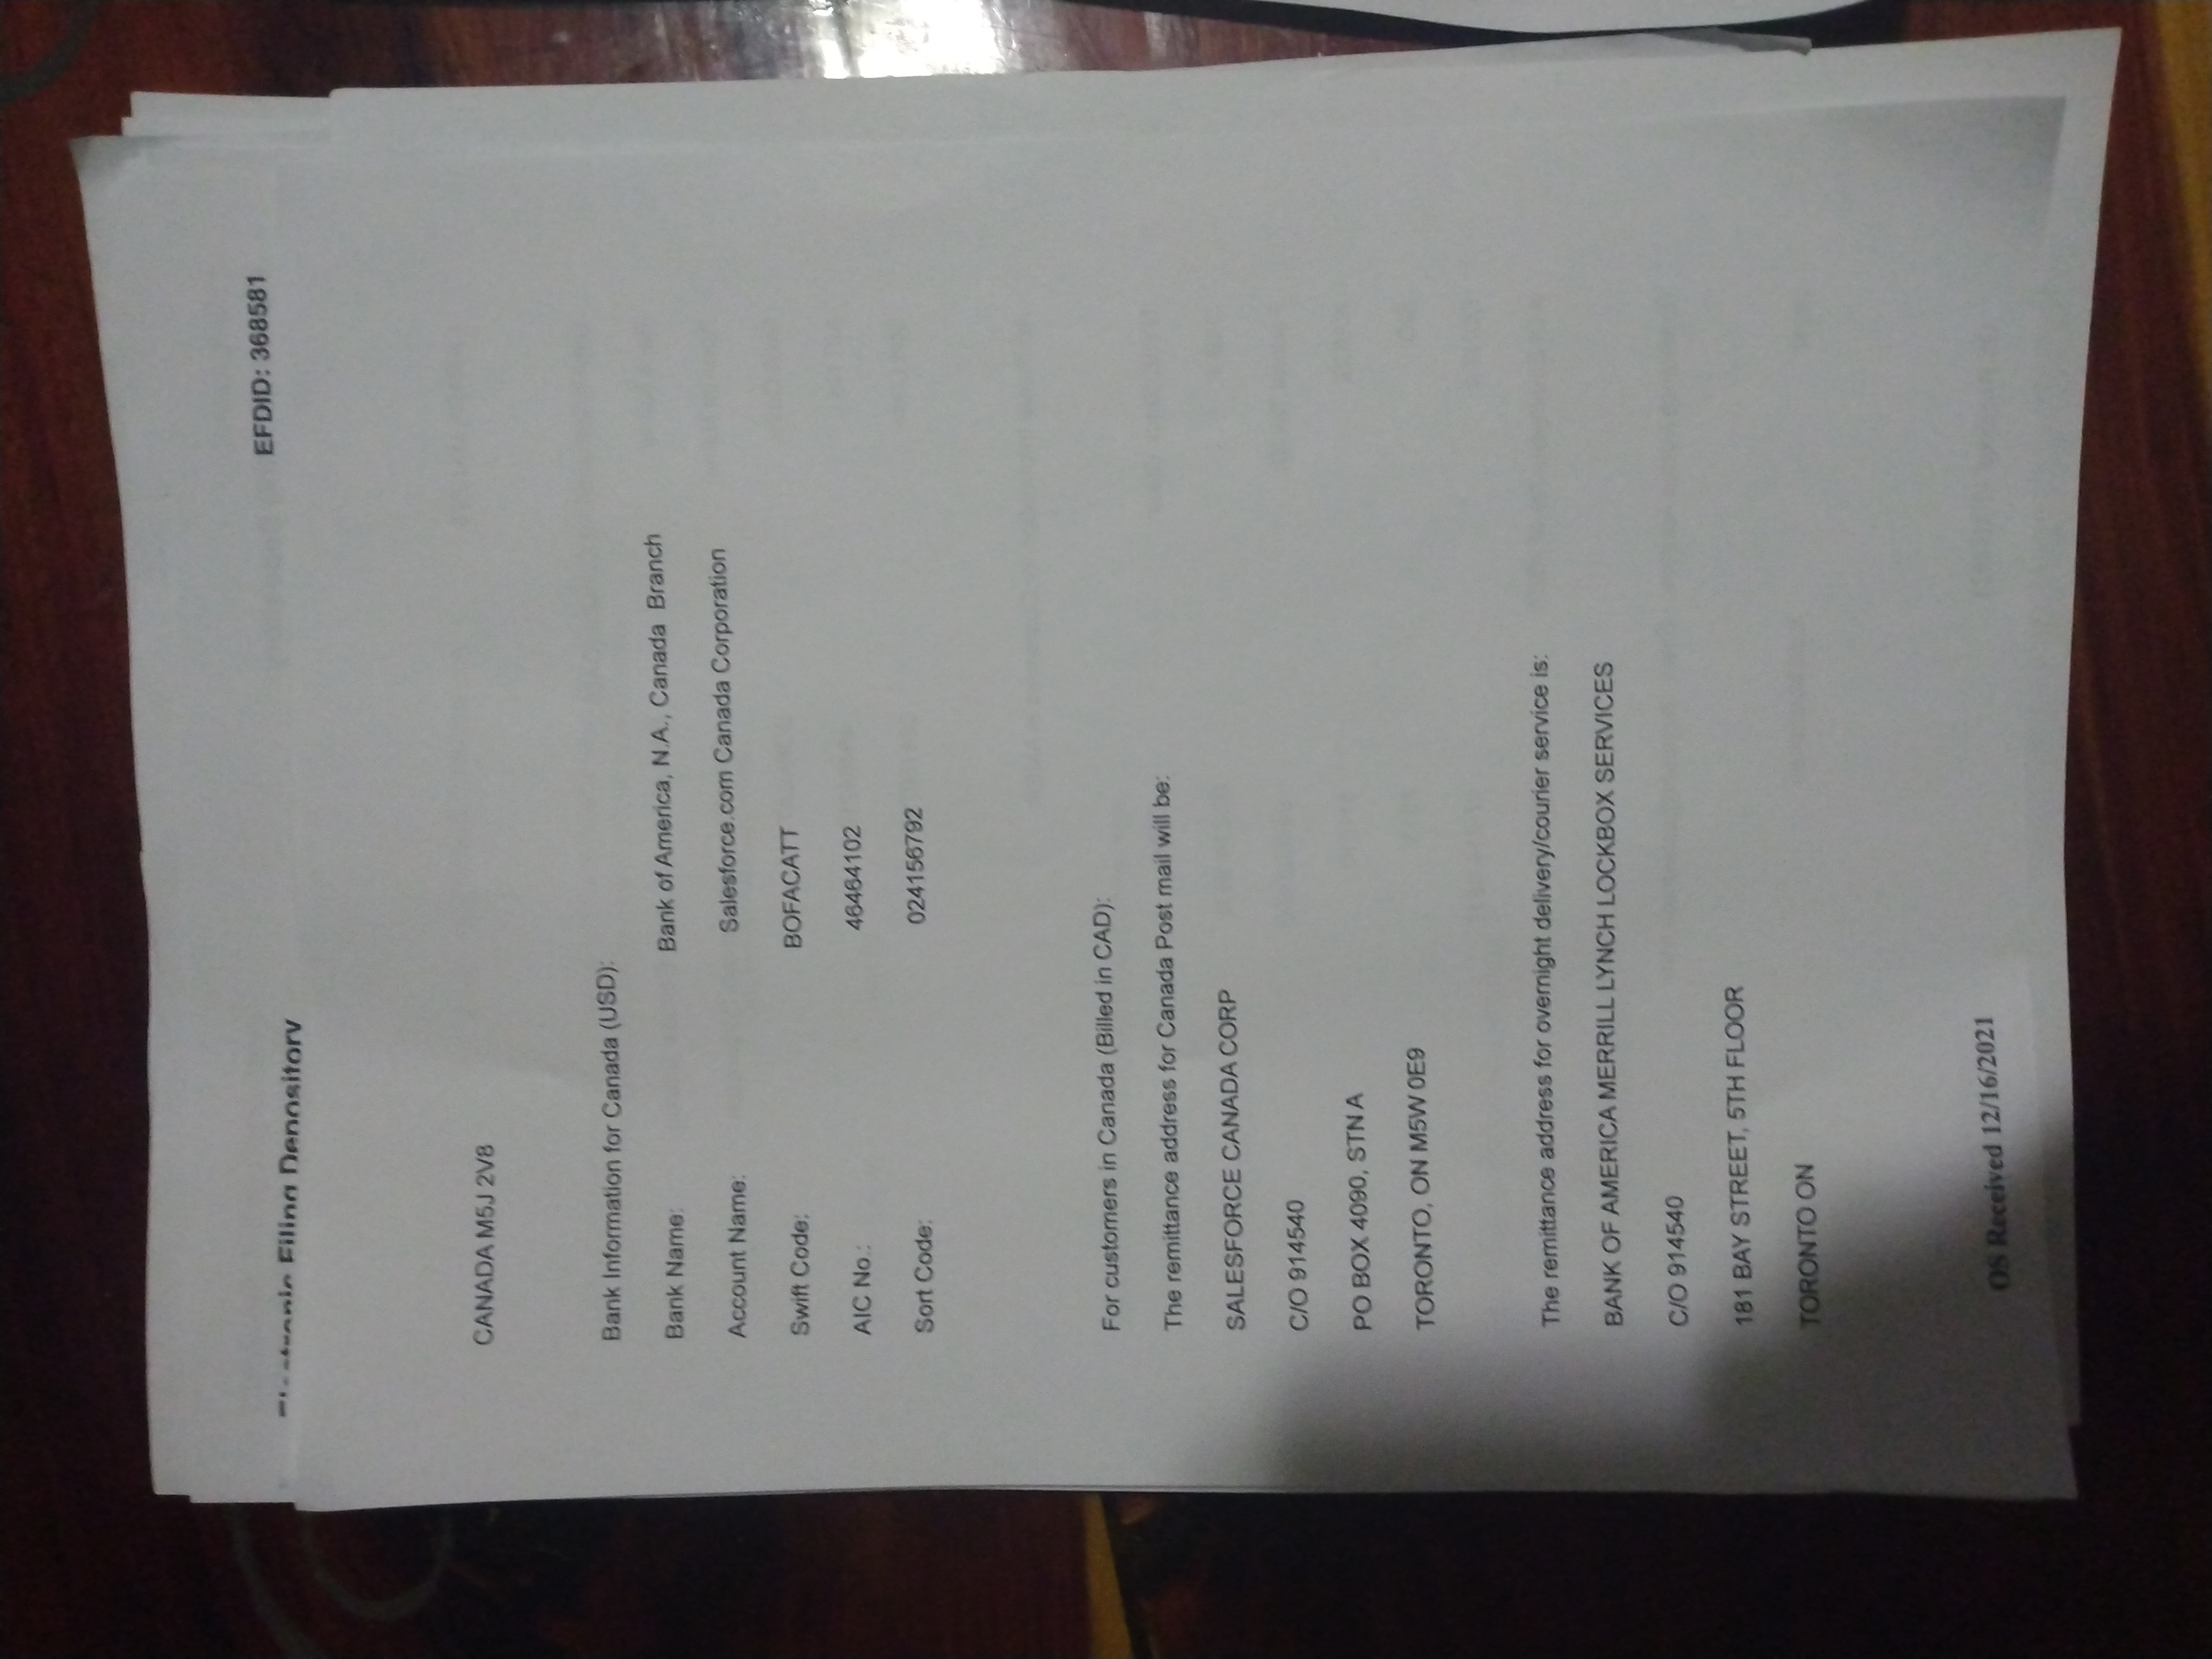 EFDID: 368581
Electronic Filing Depository
CANADA M5J 2V8
Bank Information for Canada (USD):
Bank Name: Bank of America, N.A., Canada Branch
Account Name: Salesforce.com Canada Corporation
Swift Code: BOFACATT
AIC No.: 46464102
Sort Code: 024156792
For customers in Canada (Billed in CAD):
The remittance address for Canada Post mail will be:
SALESFORCE CANADA CORP
C/O 914540
PO BOX 4090, STN A
TORONTO, ON M5W 0E9
The remittance address for overnight delivery/courier service is:
BANK OF AMERICA MERRILL LYNCH LOCKBOX SERVICES
C/O 914540
181 BAY STREET, 5TH FLOOR
TORONTO ON
OS Received 12/16/2021